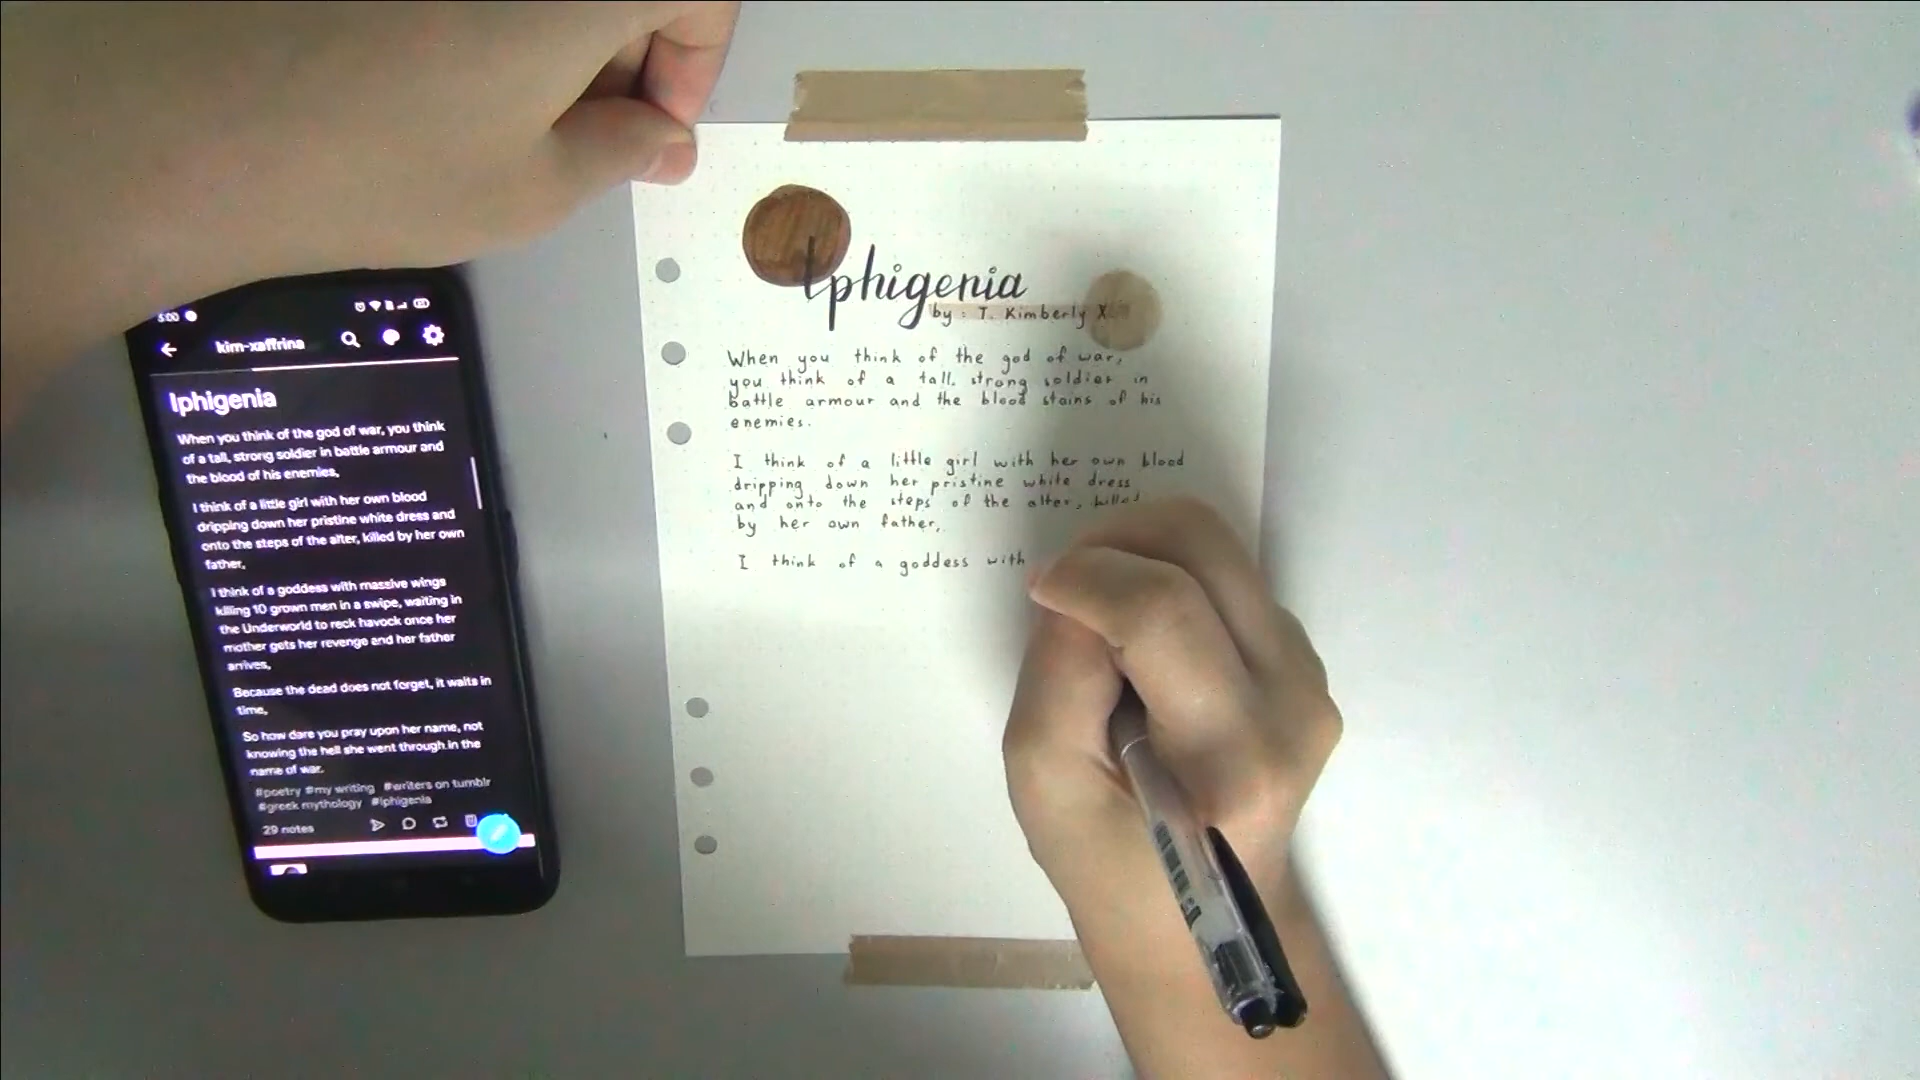 5:00
kim-xaffrina
Iphigenia
When you think of the god of war, you think
of a tall, strong soldier in battle armour and
the blood of his enemies,
I think of a little girl with her own blood
dripping down her pristine white dress and
onto the steps of the alter, killed by her own
father,
I think of a goddess with massive wings
killing 10 grown men in a swipe, waiting in
the Underworld to reck havock once her
mother gets her revenge and her father
arrives,
Because the dead does not forget, it waits in
time,
So how dare you pray upon her name, not
knowing the hell she went through in the
name of war.
#poetry #my writing #writers on tumblr
#greek mythology #Iphigenia
29 notes
Iphigenia
by: T. Kimberly X
When you think of the god of war,
you think of a tall, strong soldier in
battle armour and the blood stains of his
enemies.
I think of a little girl with her own blood
dripping down her pristine white dress
and onto the steps of the alter, killed
by her own father,
I think of a goddess with